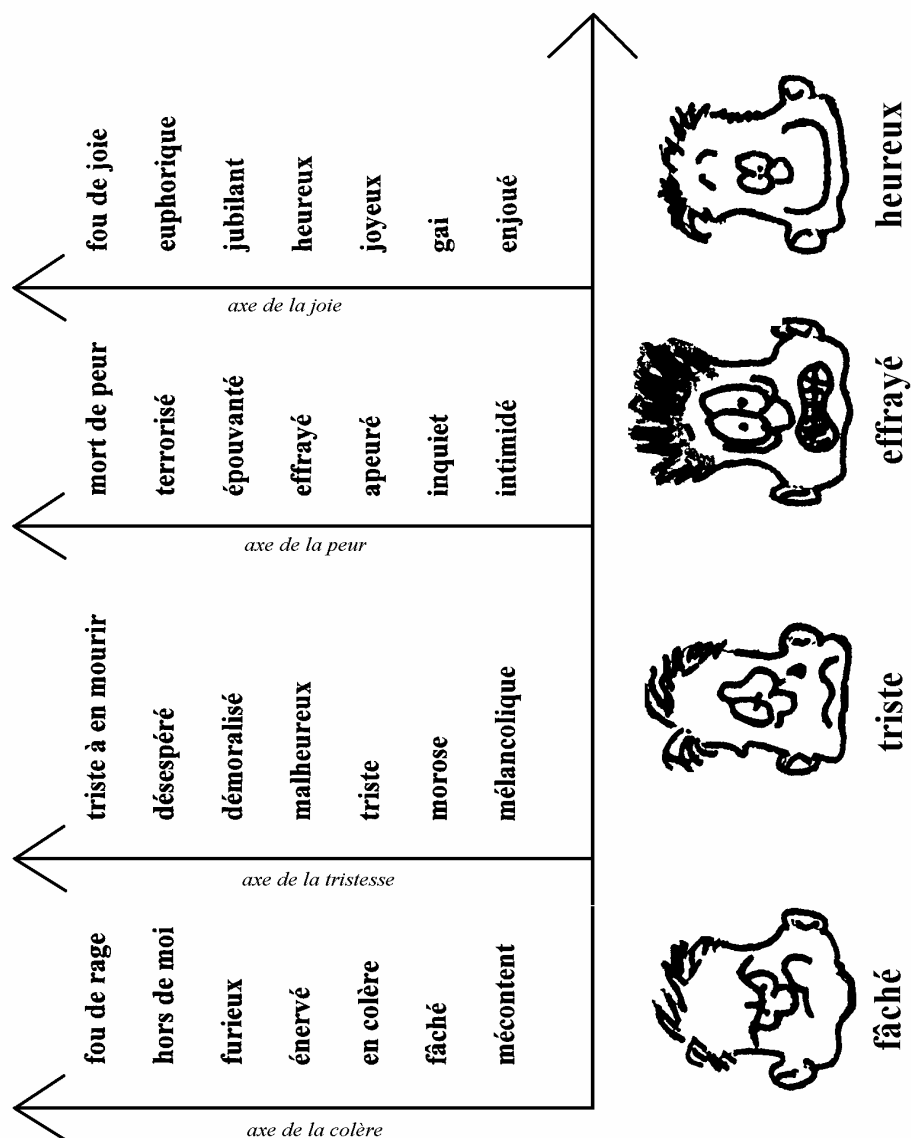 fou de rage
hors de moi
furieux
énervé
en colère
fâché
mécontent
axe de la colère
fâché
triste à en mourir
désespéré
démoralisé
malheureux
triste
morose
mélancolique
axe de la tristesse
triste
mort de peur
terrorisé
épouvanté
effrayé
apeuré
inquiet
intimidé
axe de la peur
effrayé
fou de joie
euphorique
jubilant
heureux
joyeux
gai
enjoué
axe de la joie
heureux